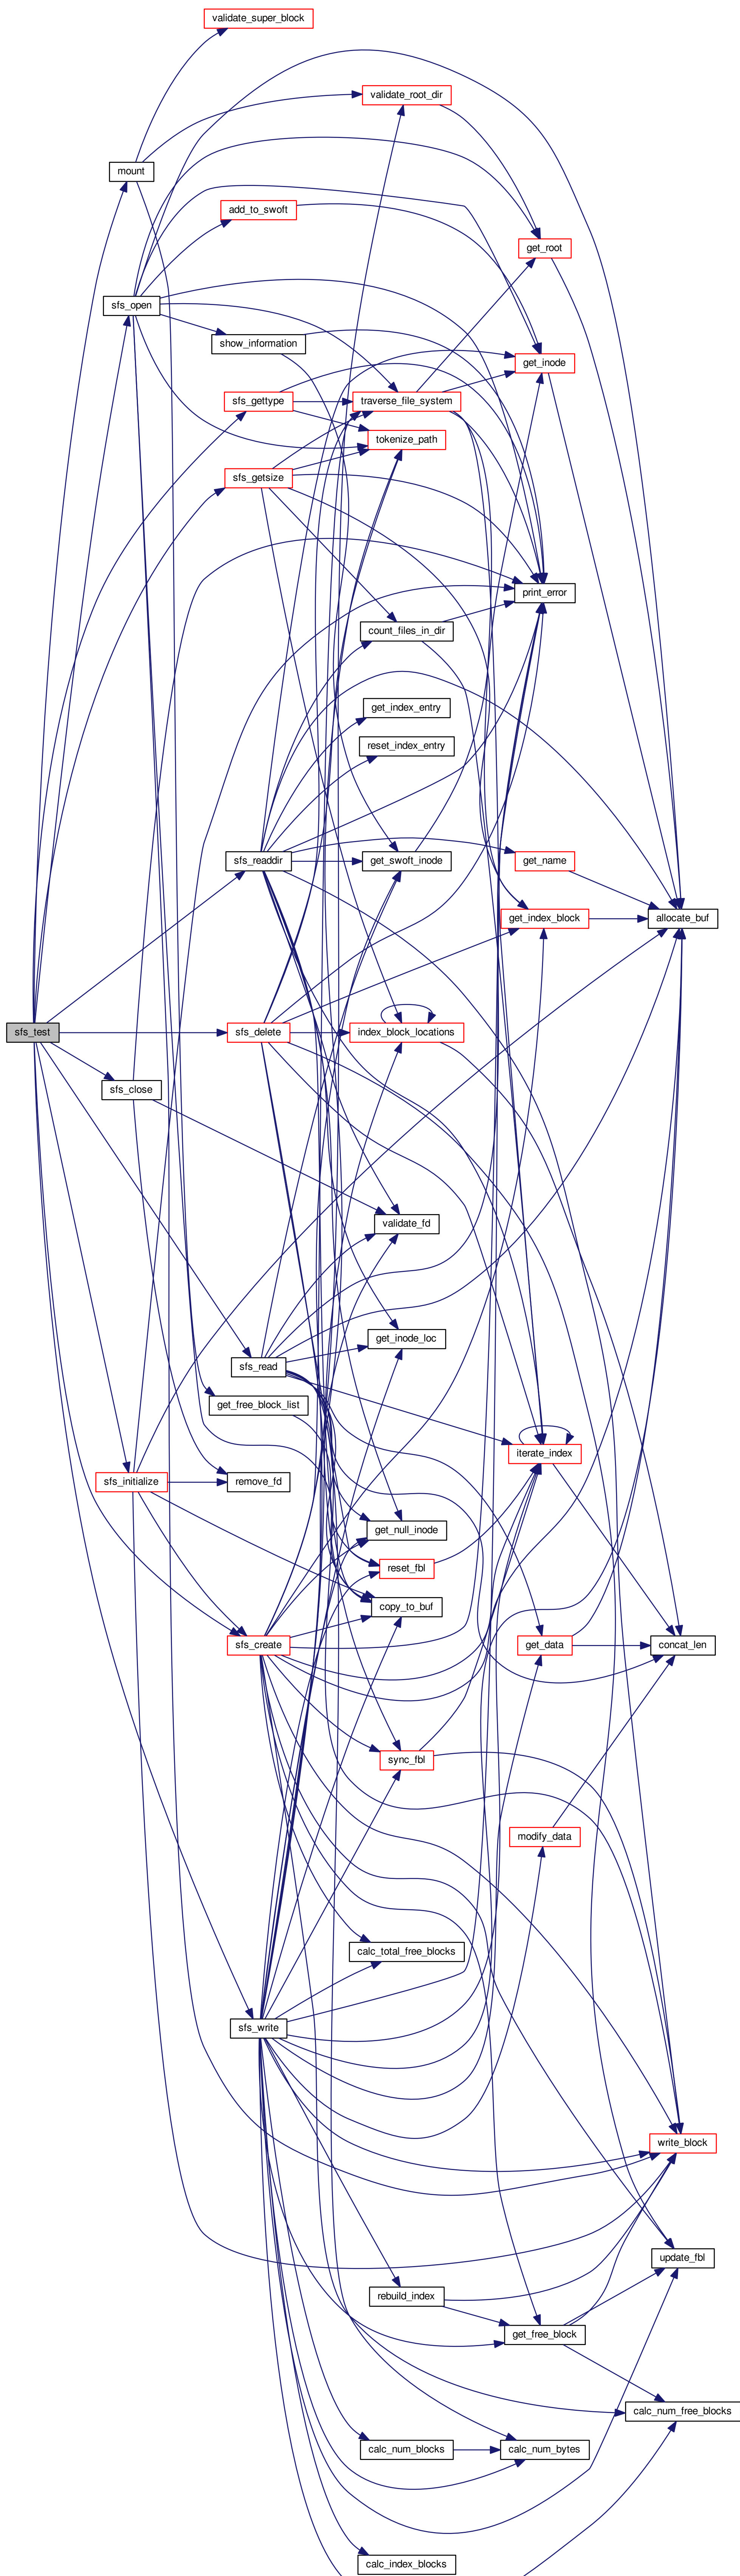 validate_super_block
validate_root_dir
mount
add_to_swoft
get_root
sfs_open
show_information
get_inode
sfs_gettype
traverse_file_system
tokenize_path
sfs_getsize
print_error
count_files_in_dir
get_index_entry
reset_index_entry
sfs_readdir
get_swoft_inode
get_name
get_index_block
allocate_buf
sfs_test
sfs_delete
index_block_locations
sfs_close
validate_fd
get_inode_loc
sfs_read
get_free_block_list
iterate_index
sfs_initialize
remove_fd
get_null_inode
reset_fbl
copy_to_buf
sfs_create
get_data
concat_len
sync_fbl
modify_data
calc_total_free_blocks
sfs_write
write_block
update_fbl
rebuild_index
get_free_block
calc_num_free_blocks
calc_num_blocks
calc_num_bytes
calc_index_blocks